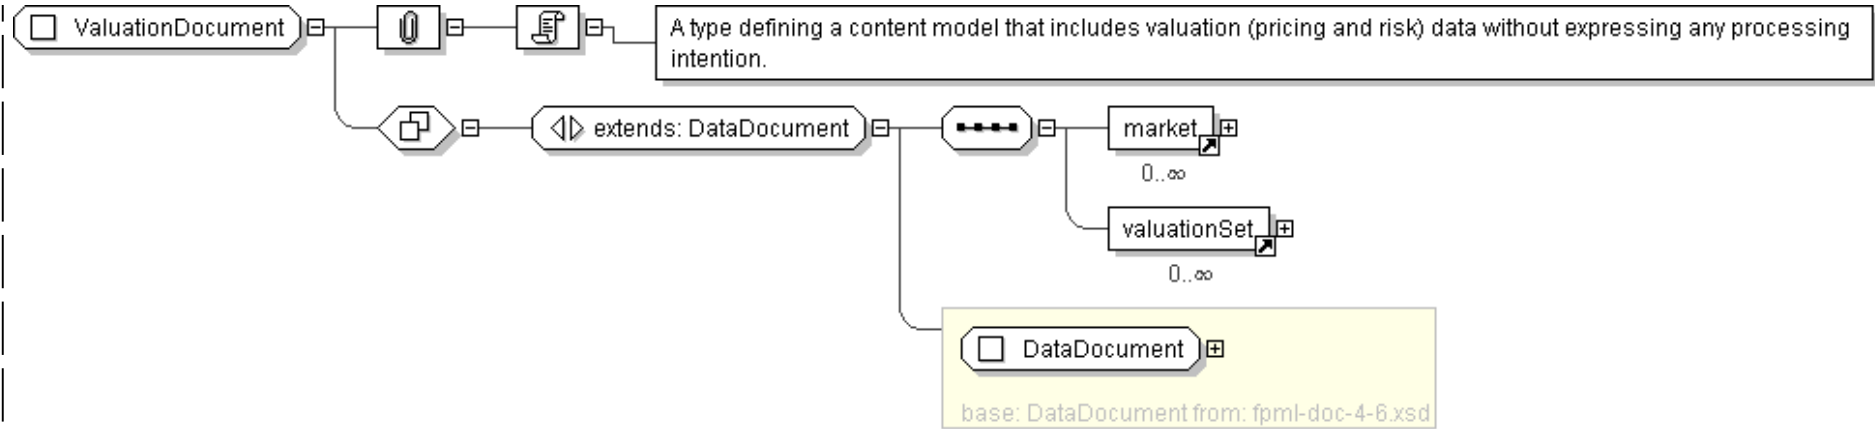 ValuationDocument
A type defining a content model that includes valuation (pricing and risk) data without expressing any processing
intention.
extends: DataDocument
market
0..∞
valuationSet
0..∞
DataDocument
base: DataDocument from: fpml-doc-4-6.xsd